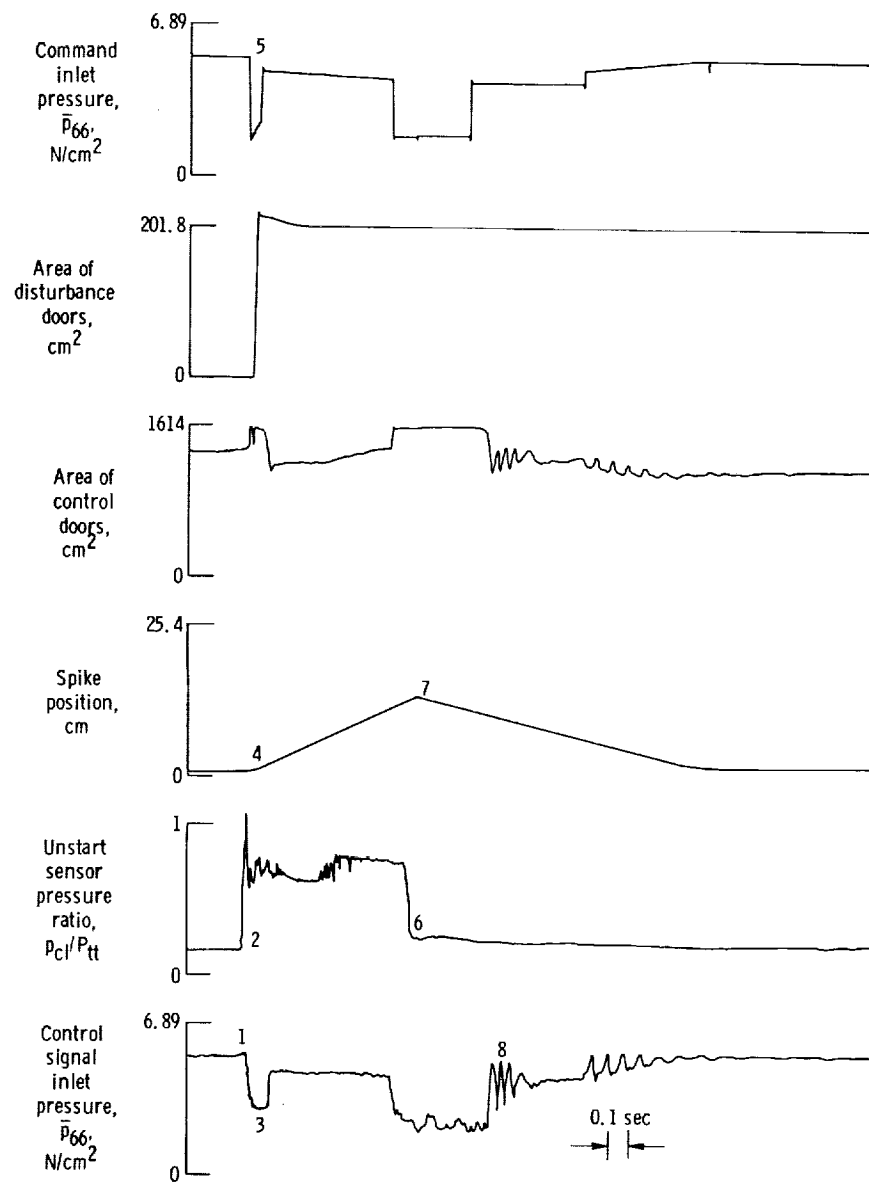 6.89
Command
inlet
pressure,
p̅66,
N/cm2
5
0
201.8
Area of
disturbance
doors,
cm2
0
1614
Area of
control
doors,
cm2
0
25.4
Spike
position,
cm
7
4
0
1
Unstart
sensor
pressure
ratio,
pcl/Ptt
6
2
0
6.89
Control
signal
inlet
pressure,
p̅66,
N/cm2
1
8
3
0.1 sec
0